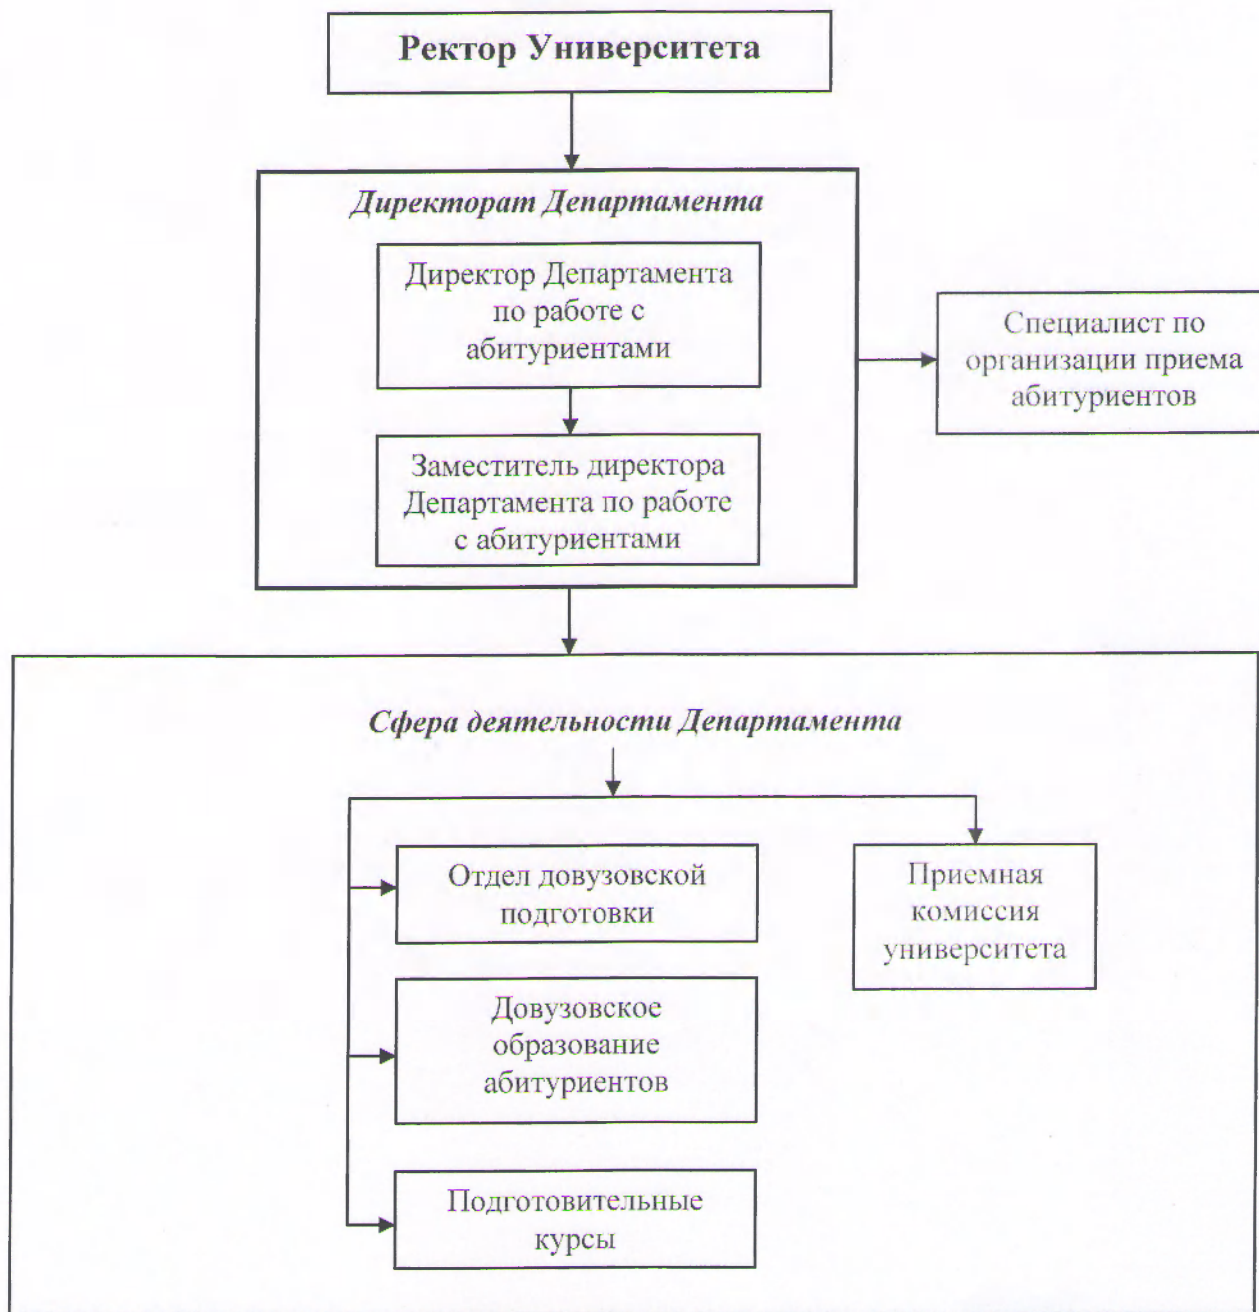 Ректор Университета
Директорат Департамента
Директор Департамента
по работе с
абитуриентами
Специалист по
организации приема
абитуриентов
Заместитель директора
Департамента по работе
с абитуриентами
Сфера деятельности Департамента
Отдел довузовской
подготовки
Приемная
комиссия
университета
Довузовское
образование
абитуриентов
Подготовительные
курсы